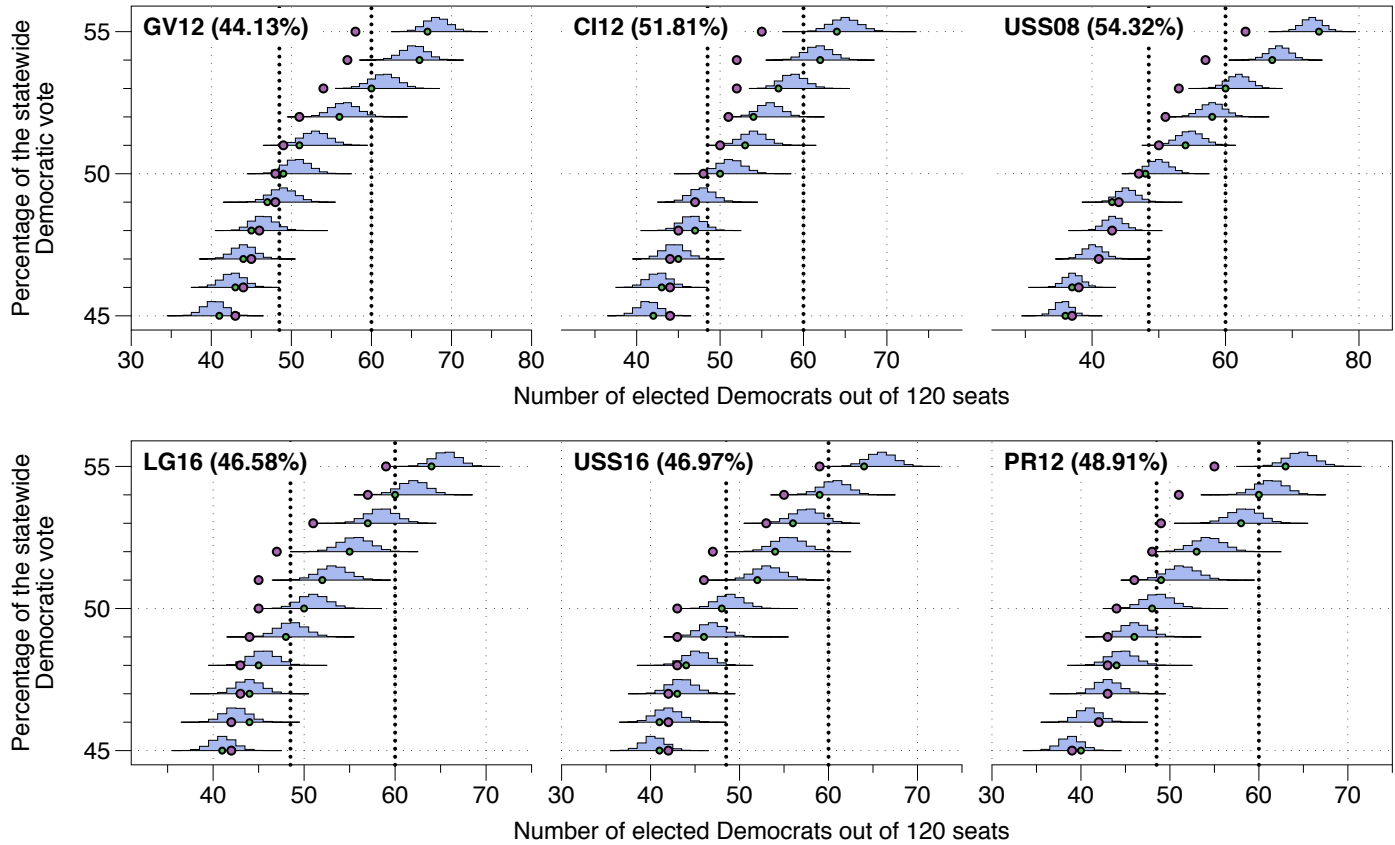 GV12 (44.13%)
CI12 (51.81%)
USS08 (54.32%)
Percentage of the statewide
Democratic vote
55
50
45
30 40 50 60 70 80
40 50 60 70
40 60 80
Number of elected Democrats out of 120 seats
LG16 (46.58%)
USS16 (46.97%)
PR12 (48.91%)
Percentage of the statewide
Democratic vote
55
50
45
40 50 60 70
30 40 50 60 70
30 40 50 60 70
Number of elected Democrats out of 120 seats